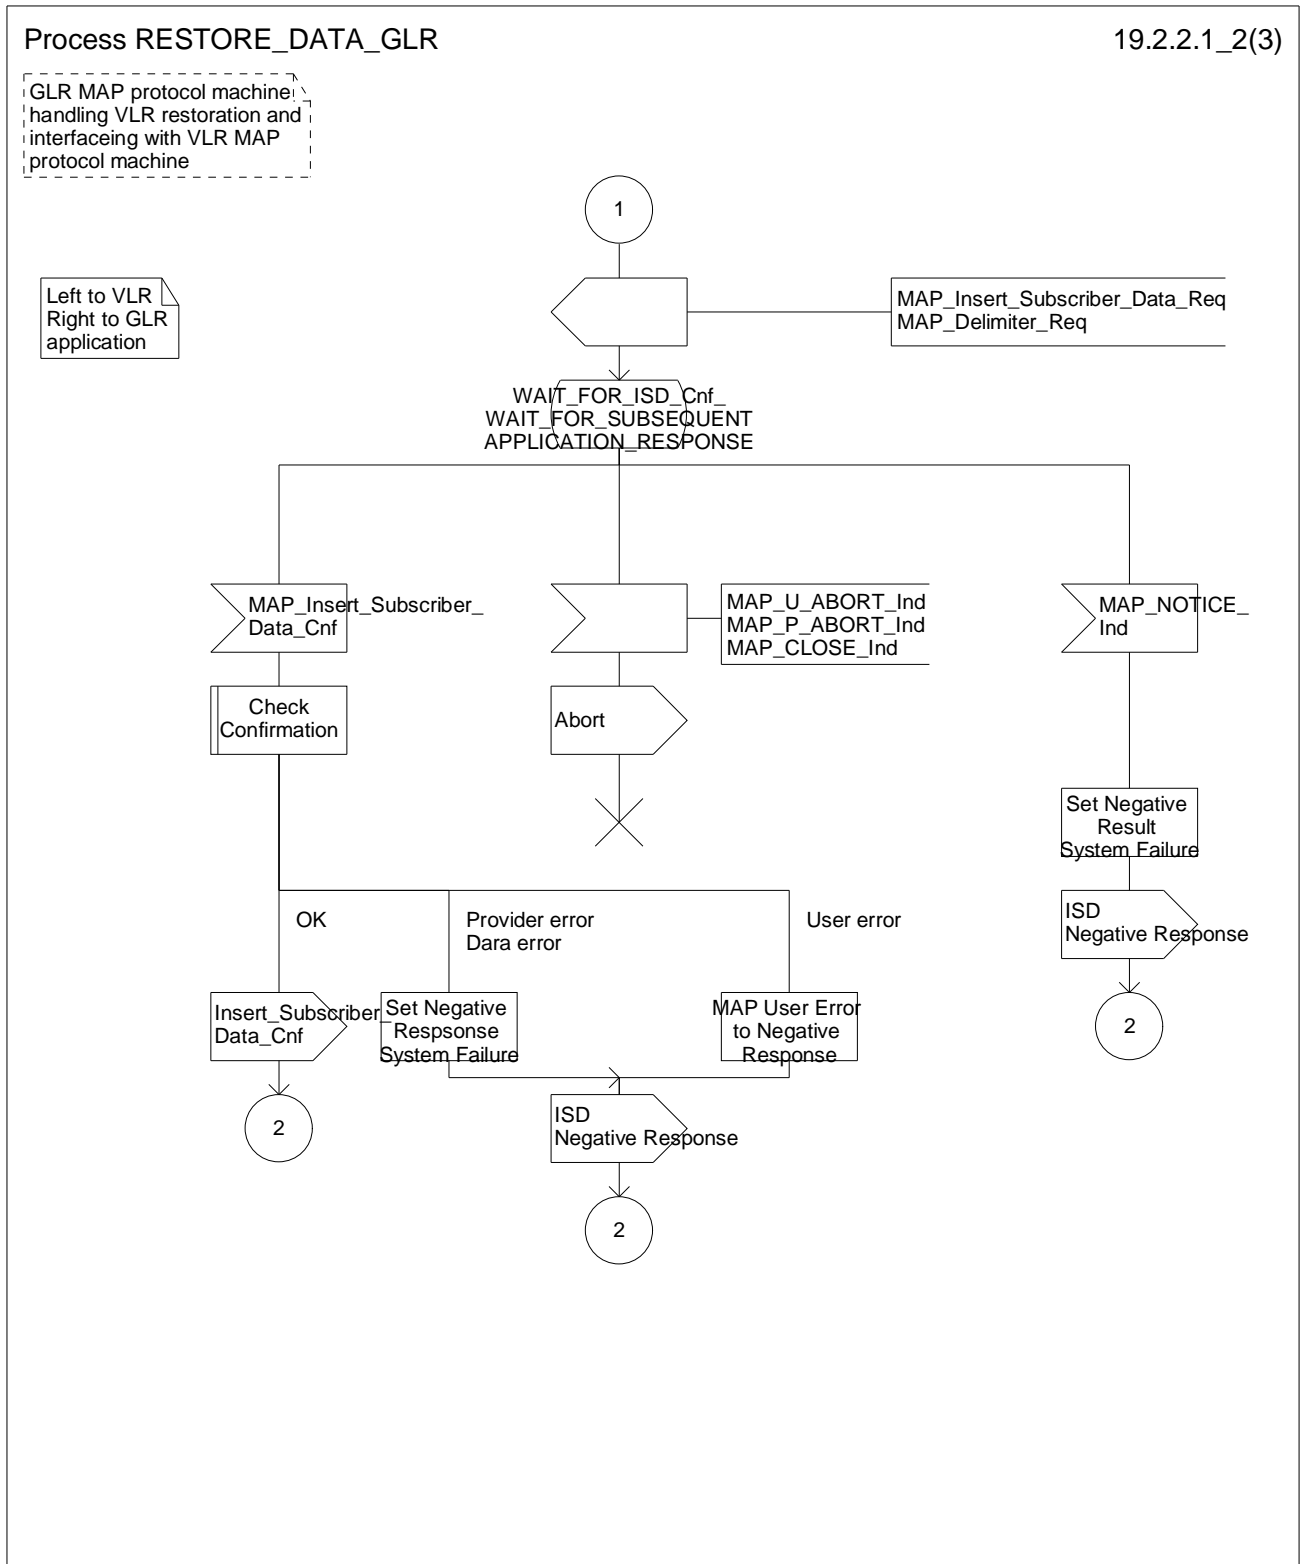 Process RESTORE_DATA_GLR
19.2.2.1_2(3)
GLR MAP protocol machine
handling VLR restoration and
interfaceing with VLR MAP
protocol machine
1
Left to VLR
Right to GLR
application
MAP_Insert_Subscriber_Data_Req
MAP_Delimiter_Req
WAIT_FOR_ISD_Cnf_
WAIT_FOR_SUBSEQUENT
APPLICATION_RESPONSE
MAP_Insert_Subscriber_
Data_Cnf
MAP_U_ABORT_Ind
MAP_P_ABORT_Ind
MAP_CLOSE_Ind
MAP_NOTICE_
Ind
Check
Confirmation
Abort
Set Negative
Result
System Failure
OK
Provider error
Dara error
User error
ISD
Negative Response
Insert_Subscriber_
Data_Cnf
Set Negative
Respsonse
System Failure
MAP User Error
to Negative
Response
2
2
ISD
Negative Response
2